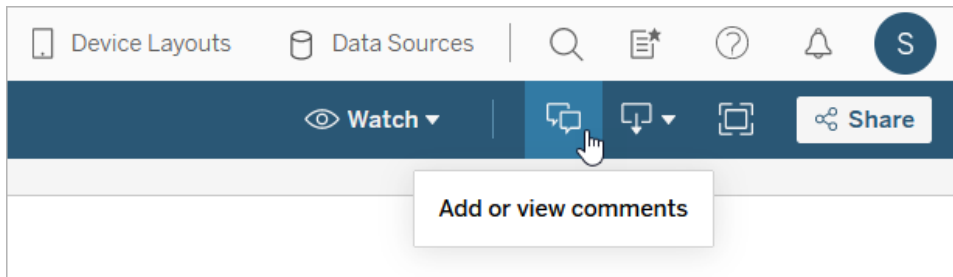 Device Layouts Data Sources S
Watch Share
Add or view comments